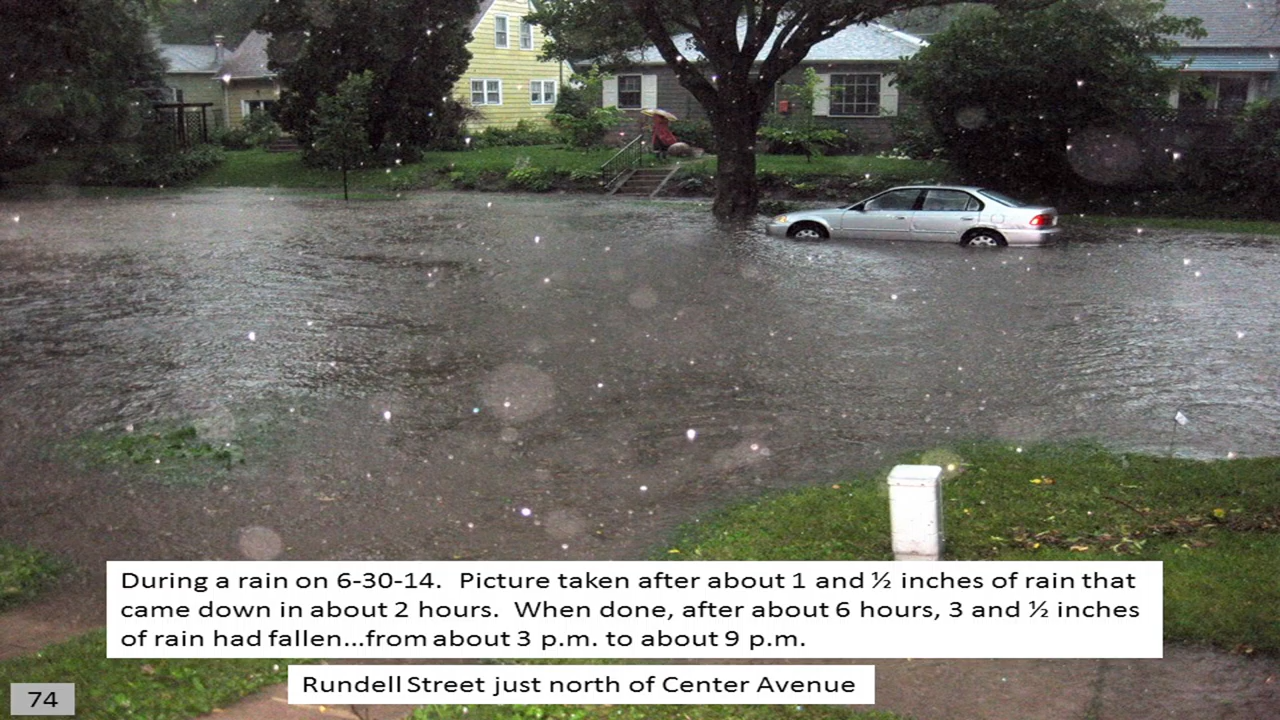 During a rain on 6-30-14.  Picture taken after about 1 and ½ inches of rain that
came down in about 2 hours.  When done, after about 6 hours, 3 and ½ inches
of rain had fallen...from about 3 p.m. to about 9 p.m.
Rundell Street just north of Center Avenue
74